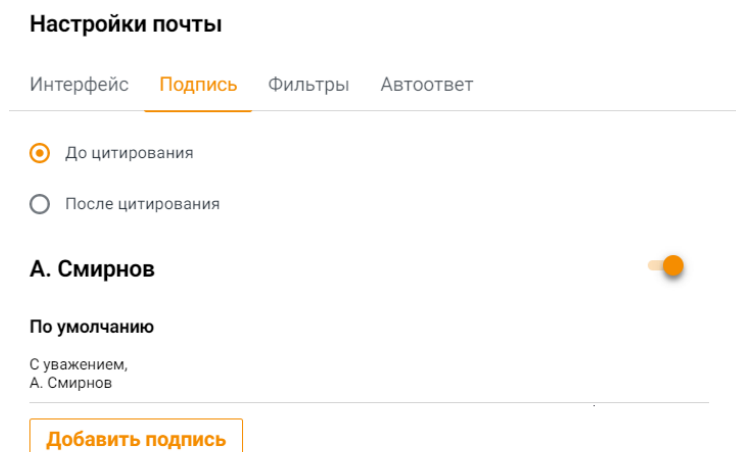 Настройки почты
Интерфейс Подпись Фильтры Автоответ
До цитирования
После цитирования
А. Смирнов
По умолчанию
С уважением,
А. Смирнов
Добавить подпись